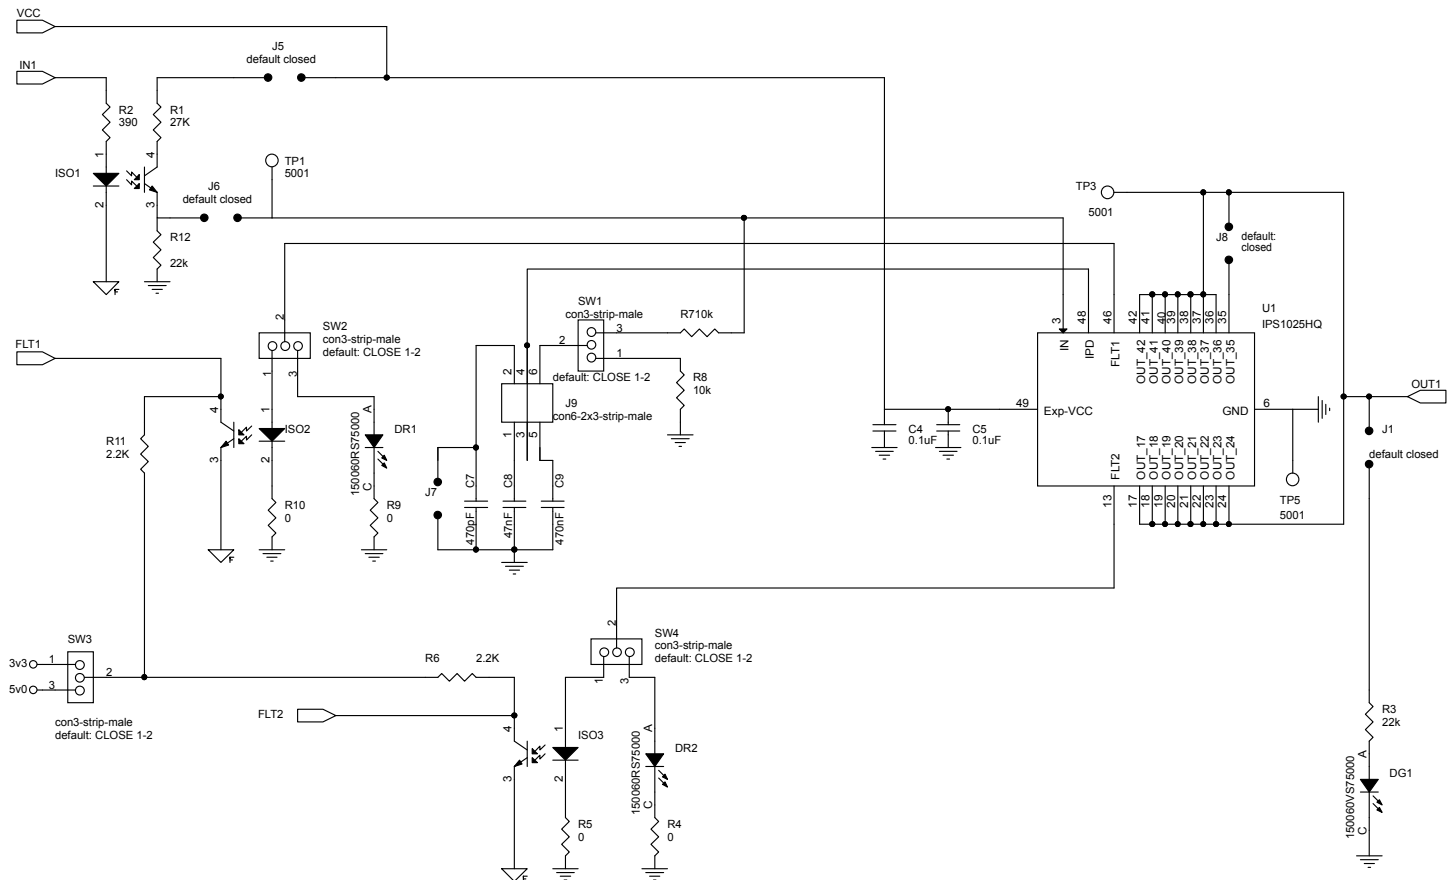 VCC
J5
default closed
IN1
R2
390
R1
27K
1
4
ISO1
2
3
TP1
5001
J6
default closed
R12
22k
F
TP3
5001
J8
default:
closed
U1
IPS1025HQ
3
48
46
42
41
40
39
38
37
36
35
IN
IPD
FLT1
OUT_42
OUT_41
OUT_40
OUT_39
OUT_38
OUT_37
OUT_36
OUT_35
49
Exp-VCC
GND
6
FLT2
OUT_17
OUT_18
OUT_19
OUT_20
OUT_21
OUT_22
OUT_23
OUT_24
13
17
18
19
20
21
22
23
24
TP5
5001
OUT1
J1
default closed
C4
0.1uF
C5
0.1uF
SW1
con3-strip-male
3
2
1
default: CLOSE 1-2
R710k
R8
10k
2
4
6
J9
con6-2x3-strip-male
1
3
5
J7
C7
470pF
C8
47nF
C9
470nF
2
SW2
con3-strip-male
default: CLOSE 1-2
1
3
FLT1
4
3
F
R11
2.2K
1
ISO2
2
R10
0
A
DR1
150060RS75000
C
R9
0
SW3
3v3
1
2
5v0
3
con3-strip-male
default: CLOSE 1-2
R6
2.2K
FLT2
4
3
F
2
SW4
con3-strip-male
default: CLOSE 1-2
1
3
1
ISO3
2
R5
0
A
DR2
150060RS75000
C
R4
0
R3
22k
A
DG1
150060VS75000
C